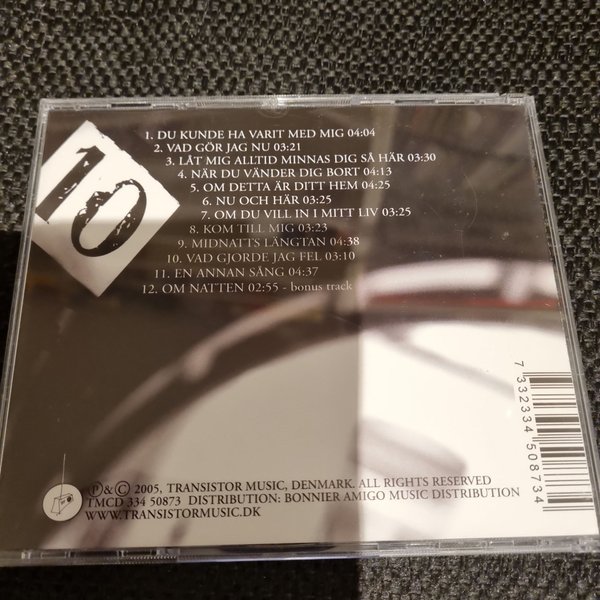 10
1. DU KUNDE HA VARIT MED MIG 04:04
2. VAD GÖR JAG NU 03:21
3. LÅT MIG ALLTID MINNAS DIG SÅ HÄR 03:30
4. NÄR DU VÄNDER DIG BORT 04:13
5. OM DETTA ÄR DITT HEM 04:25
6. NU OCH HÄR 03:25
7. OM DU VILL IN I MITT LIV 03:25
8. KOM TILL MIG 03:23
9. MIDNATTS LÄNGTAN 04:38
10. VAD GJORDE JAG FEL 03:10
11. EN ANNAN SÅNG 04:37
12. OM NATTEN 02:55 - bonus track
7 332334 508734
℗ & © 2005, TRANSISTOR MUSIC, DENMARK. ALL RIGHTS RESERVED
TMCD 334 50873 DISTRIBUTION: BONNIER AMIGO MUSIC DISTRIBUTION
WWW.TRANSISTORMUSIC.DK